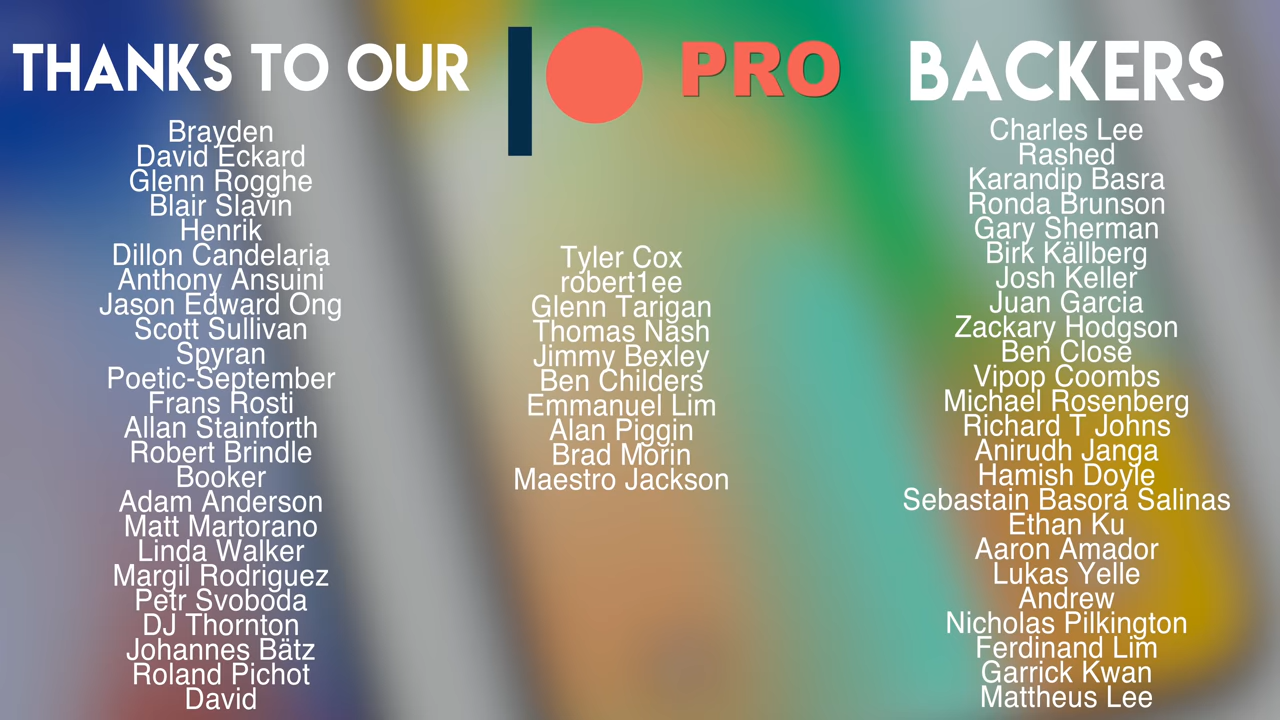 THANKS TO OUR PRO BACKERS
Brayden
David Eckard
Glenn Rogghe
Blair Slavin
Henrik
Dillon Candelaria
Anthony Ansuini
Jason Edward Ong
Scott Sullivan
Spyran
Poetic-September
Frans Rosti
Allan Stainforth
Robert Brindle
Booker
Adam Anderson
Matt Martorano
Linda Walker
Margil Rodriguez
Petr Svoboda
DJ Thornton
Johannes Bätz
Roland Pichot
David
Tyler Cox
robert1ee
Glenn Tarigan
Thomas Nash
Jimmy Bexley
Ben Childers
Emmanuel Lim
Alan Piggin
Brad Morin
Maestro Jackson
Charles Lee
Rashed
Karandip Basra
Ronda Brunson
Gary Sherman
Birk Källberg
Josh Keller
Juan Garcia
Zackary Hodgson
Ben Close
Vipop Coombs
Michael Rosenberg
Richard T Johns
Anirudh Janga
Hamish Doyle
Sebastain Basora Salinas
Ethan Ku
Aaron Amador
Lukas Yelle
Andrew
Nicholas Pilkington
Ferdinand Lim
Garrick Kwan
Mattheus Lee